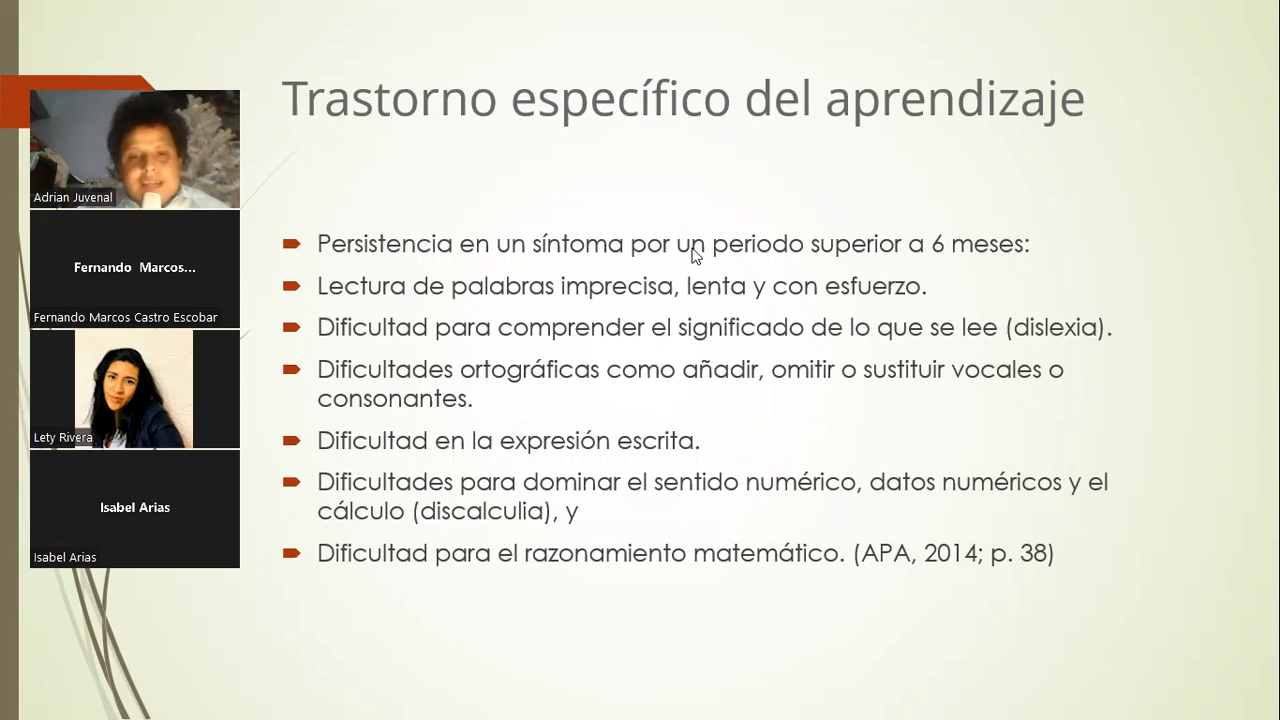 Trastorno específico del aprendizaje
Adrian Juvenal
Fernando Marcos...
Fernando Marcos Castro Escobar
Lety Rivera
Isabel Arias
Isabel Arias
Persistencia en un síntoma por un periodo superior a 6 meses:
Lectura de palabras imprecisa, lenta y con esfuerzo.
Dificultad para comprender el significado de lo que se lee (dislexia).
Dificultades ortográficas como añadir, omitir o sustituir vocales o
consonantes.
Dificultad en la expresión escrita.
Dificultades para dominar el sentido numérico, datos numéricos y el
cálculo (discalculia), y
Dificultad para el razonamiento matemático. (APA, 2014; p. 38)